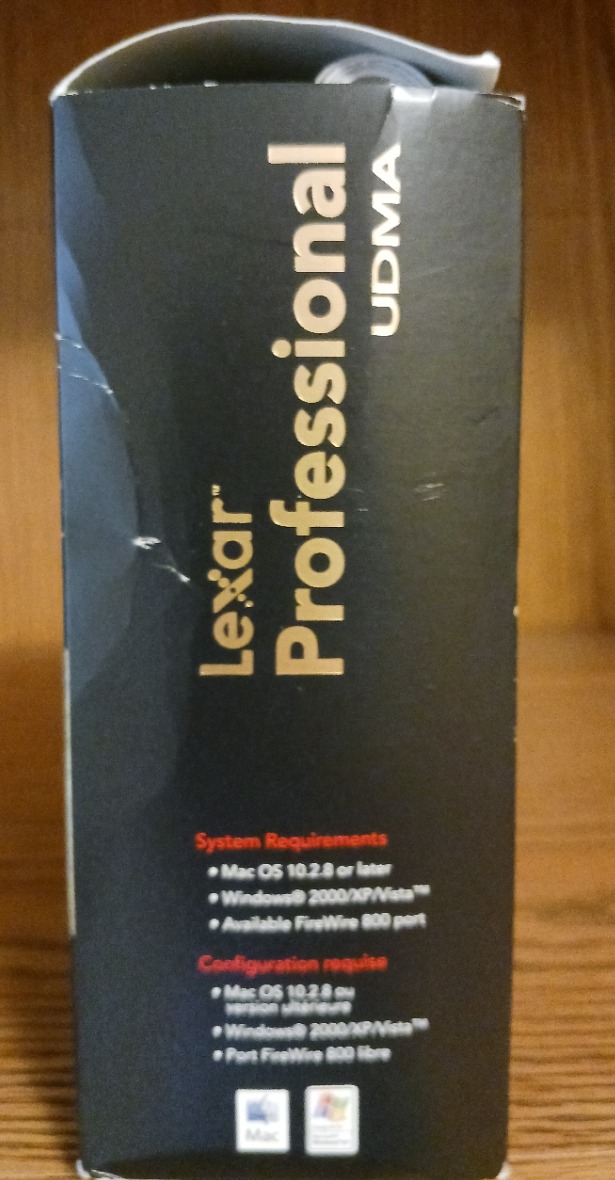 Lexar™
Professional
UDMA
System Requirements
• Mac OS 10.2.8 or later
• Windows® 2000/XP/Vista™
• Available FireWire 800 port
Configuration requise
• Mac OS 10.2.8 ou
version ultérieure
• Windows® 2000/XP/Vista™
• Port FireWire 800 libre
Mac